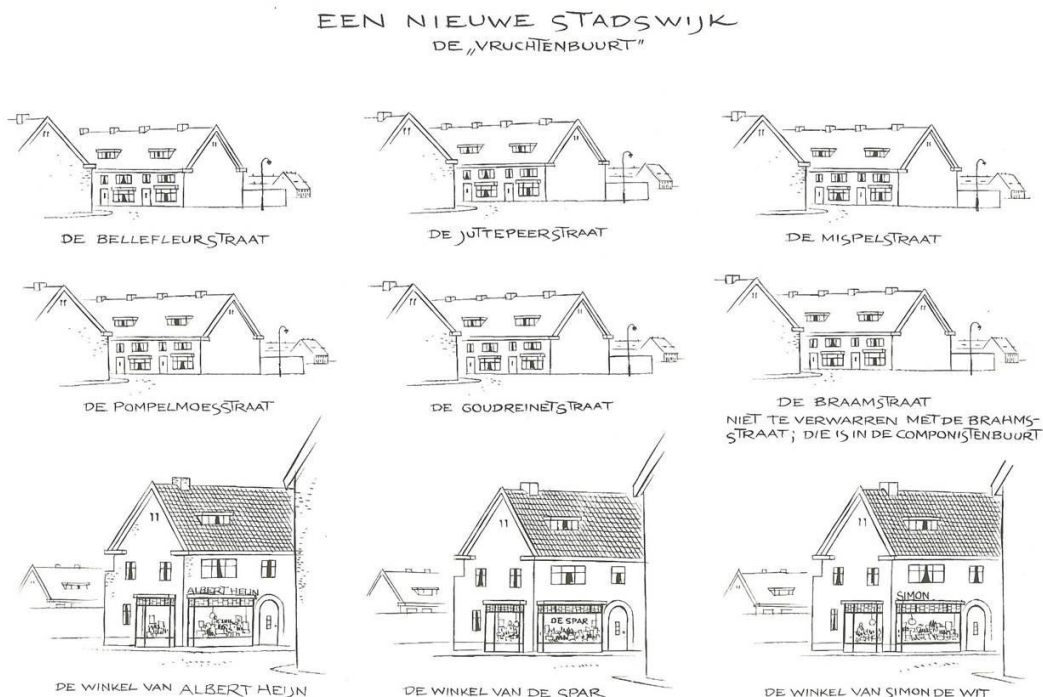 EEN NIEUWE STADSWIJK
DE „VRUCHTENBUURT"
DE BELLEFLEURSTRAAT
DE JUTTEPEERSTRAAT
DE MISPELSTRAAT
DE POMPELMOESSTRAAT
DE GOUDREINETSTRAAT
DE BRAAMSTRAAT
NIET TE VERWARREN MET DE BRAHMS-
STRAAT; DIE IS IN DE COMPONISTENBUURT
ALBERT HEIJN
DE SPAR
SIMON
DE WINKEL VAN ALBERT HEIJN
DE WINKEL VAN DE SPAR
DE WINKEL VAN SIMON DE WIT